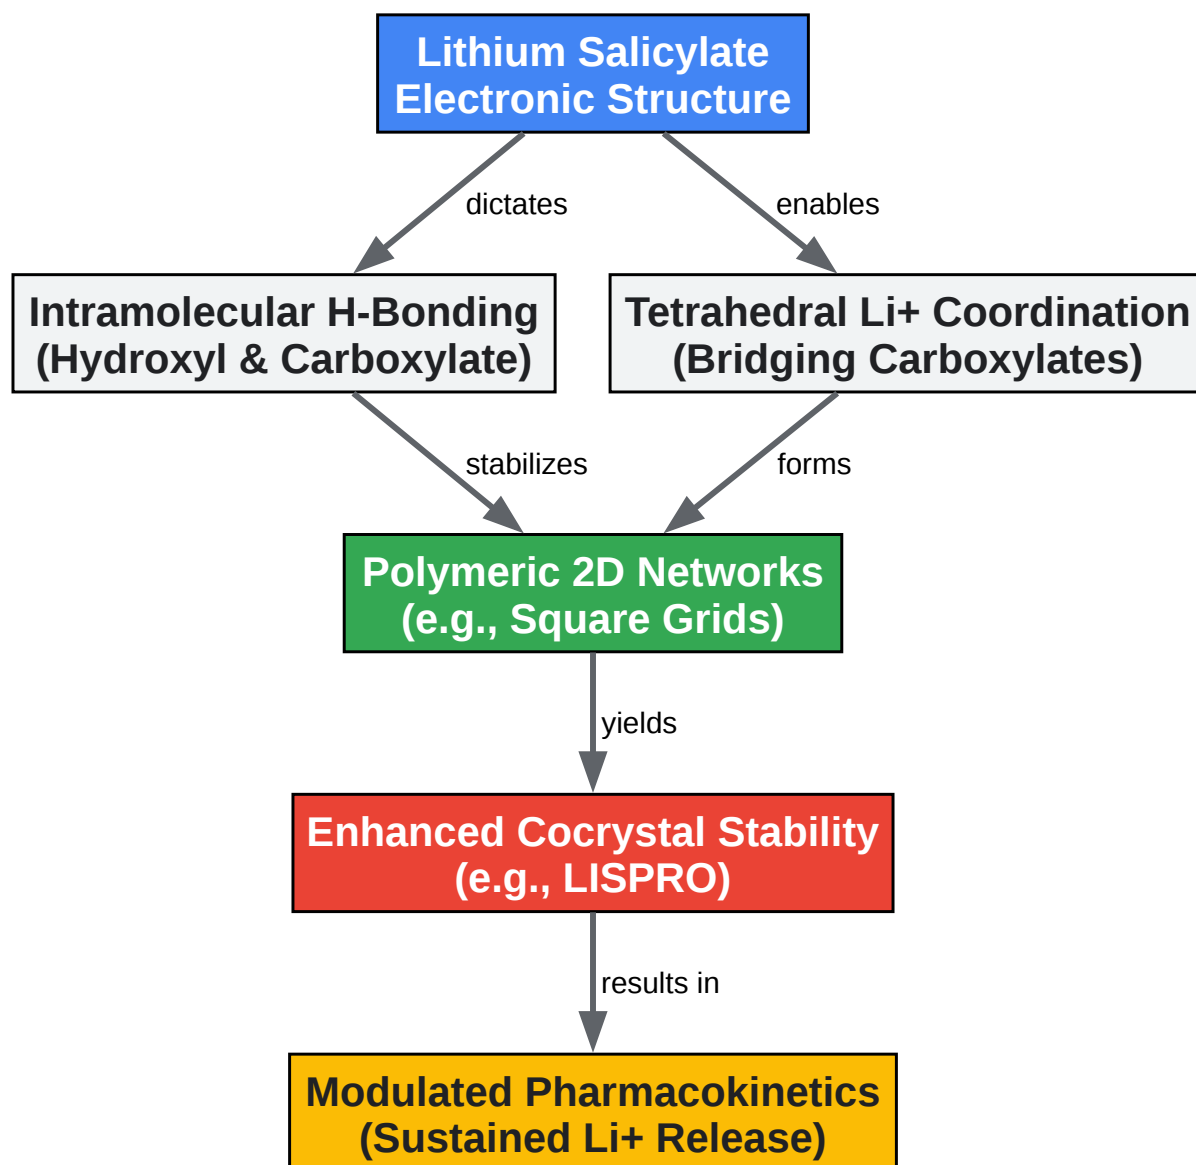 Lithium Salicylate
Electronic Structure
dictates
enables
Intramolecular H-Bonding
(Hydroxyl & Carboxylate)
Tetrahedral Li+ Coordination
(Bridging Carboxylates)
stabilizes
forms
Polymeric 2D Networks
(e.g., Square Grids)
yields
Enhanced Cocrystal Stability
(e.g., LISPRO)
results in
Modulated Pharmacokinetics
(Sustained Li+ Release)